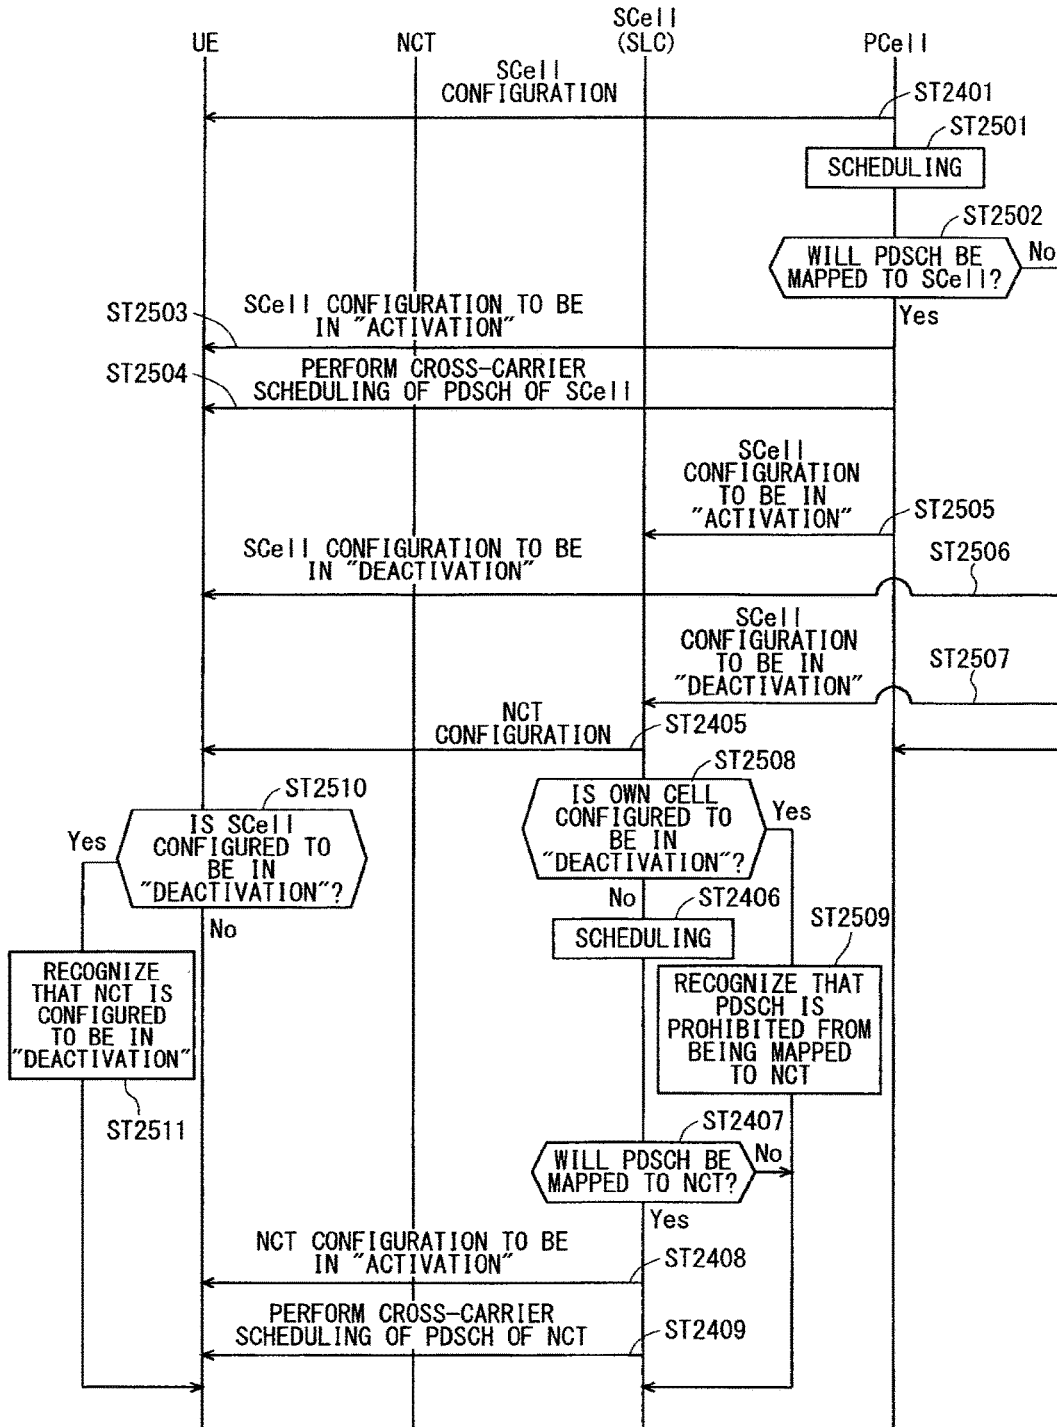 UE
NCT
SCell
(SLC)
PCell
SCell
CONFIGURATION
ST2401
ST2501
SCHEDULING
ST2502
WILL PDSCH BE
MAPPED TO SCell?
No
Yes
ST2503
SCell CONFIGURATION TO BE
IN "ACTIVATION"
ST2504
PERFORM CROSS-CARRIER
SCHEDULING OF PDSCH OF SCell
SCell
CONFIGURATION
TO BE IN
"ACTIVATION"
ST2505
SCell CONFIGURATION TO BE
IN "DEACTIVATION"
ST2506
SCell
CONFIGURATION
TO BE IN
"DEACTIVATION"
ST2507
NCT
CONFIGURATION
ST2405
ST2508
IS OWN CELL
CONFIGURED TO
BE IN
"DEACTIVATION"?
Yes
No
ST2510
IS SCell
CONFIGURED TO
BE IN
"DEACTIVATION"?
Yes
No
ST2406
SCHEDULING
ST2509
RECOGNIZE THAT
PDSCH IS
PROHIBITED FROM
BEING MAPPED
TO NCT
RECOGNIZE
THAT NCT IS
CONFIGURED
TO BE IN
"DEACTIVATION"
ST2511
ST2407
WILL PDSCH BE
MAPPED TO NCT?
No
Yes
NCT CONFIGURATION TO BE
IN "ACTIVATION"
ST2408
PERFORM CROSS-CARRIER
SCHEDULING OF PDSCH OF NCT
ST2409